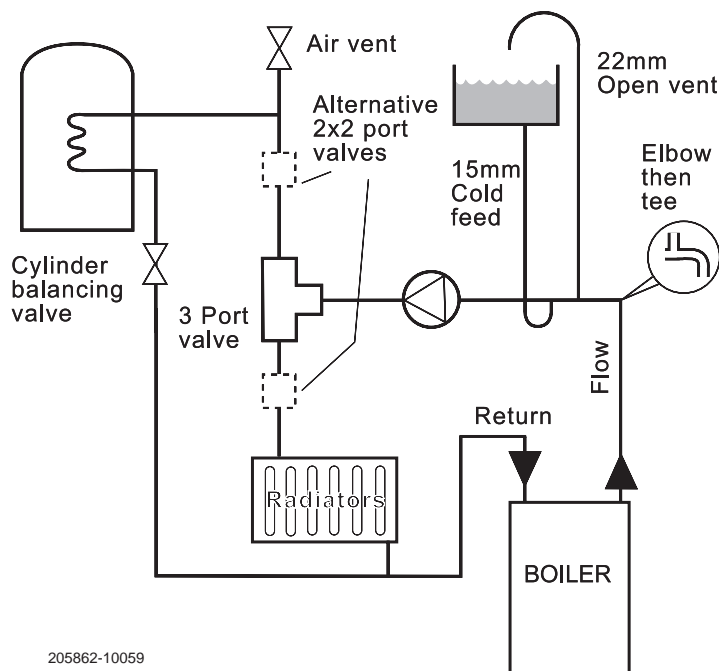 Air vent
22mm
Open vent
Alternative
2x2 port
valves
Elbow
then
tee
15mm
Cold
feed
Cylinder
balancing
valve
3 Port
valve
Flow
Return
Radiators
BOILER
205862-10059